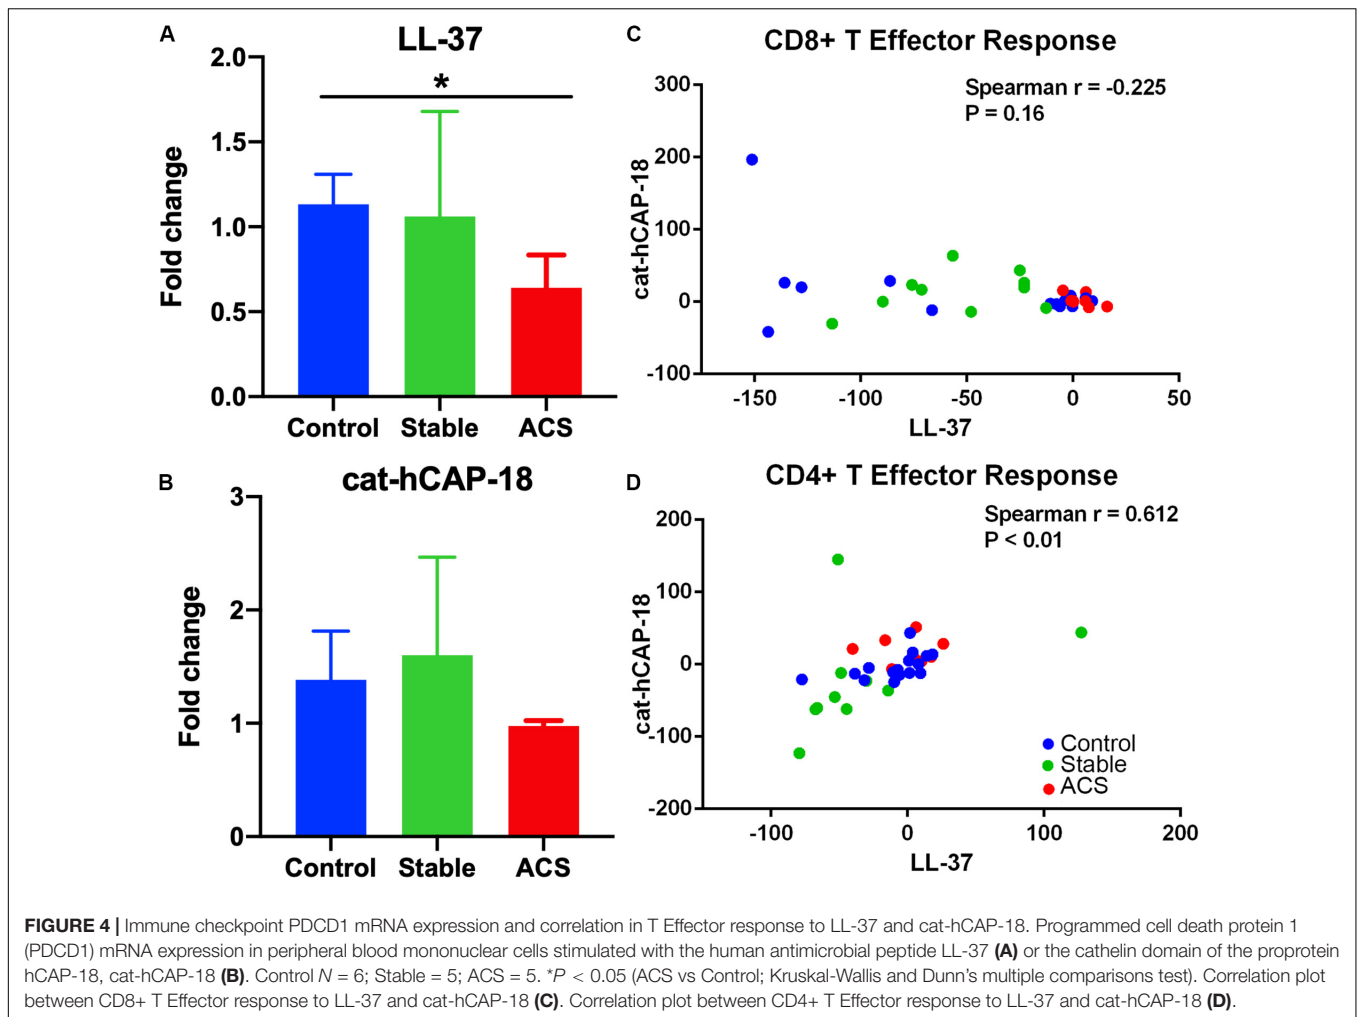 A
LL-37
*
Fold change
2.0
1.5
1.0
0.5
0.0
Control Stable ACS
B
cat-hCAP-18
Fold change
3
2
1
0
Control Stable ACS
C
CD8+ T Effector Response
Spearman r = -0.225
P = 0.16
cat-hCAP-18
300
200
100
0
-100
-150 -100 -50 0 50
LL-37
D
CD4+ T Effector Response
Spearman r = 0.612
P < 0.01
cat-hCAP-18
200
100
0
-100
-200
Control
Stable
ACS
-100 0 100 200
LL-37
FIGURE 4 | Immune checkpoint PDCD1 mRNA expression and correlation in T Effector response to LL-37 and cat-hCAP-18. Programmed cell death protein 1
(PDCD1) mRNA expression in peripheral blood mononuclear cells stimulated with the human antimicrobial peptide LL-37 (A) or the cathelin domain of the proprotein
hCAP-18, cat-hCAP-18 (B). Control N = 6; Stable = 5; ACS = 5. *P < 0.05 (ACS vs Control; Kruskal-Wallis and Dunn's multiple comparisons test). Correlation plot
between CD8+ T Effector response to LL-37 and cat-hCAP-18 (C). Correlation plot between CD4+ T Effector response to LL-37 and cat-hCAP-18 (D).